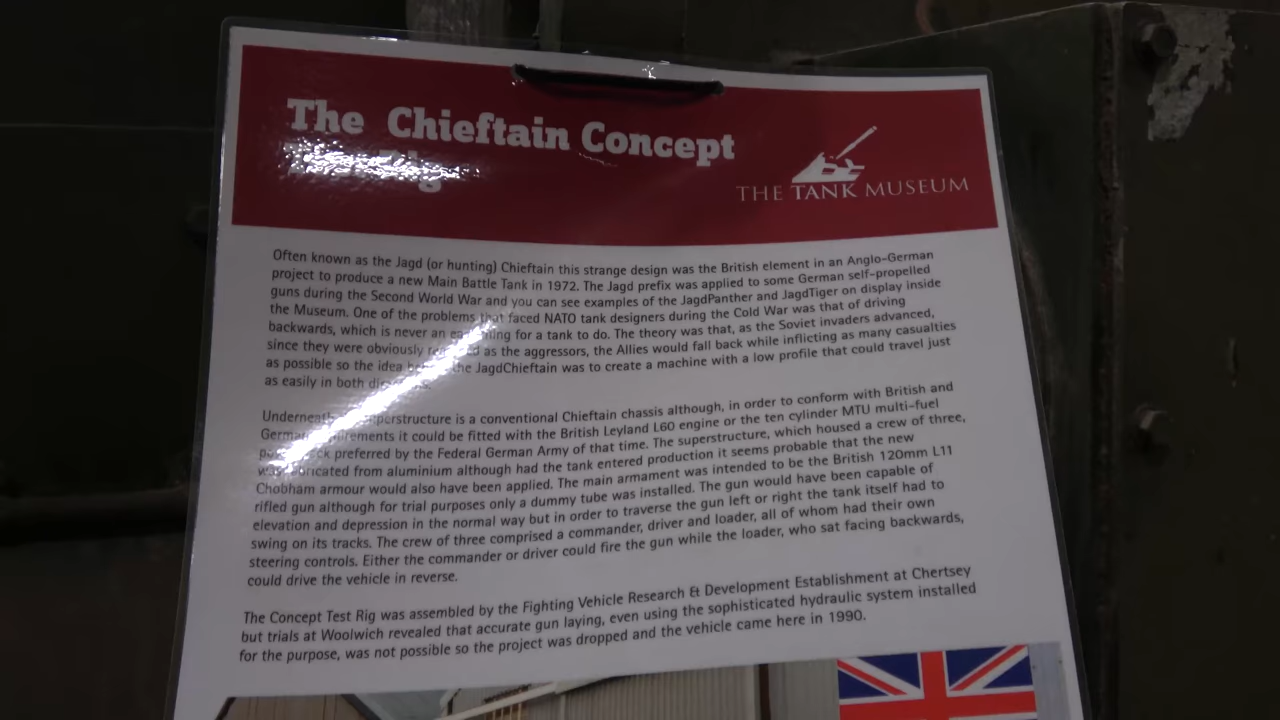 The Chieftain Concept
Rig
THE TANK MUSEUM
Often known as the Jagd (or hunting) Chieftain this strange design was the British element in an Anglo-German
project to produce a new Main Battle Tank in 1972. The Jagd prefix was applied to some German self-propelled
guns during the Second World War and you can see examples of the JagdPanther and JagdTiger on display inside
the Museum. One of the problems that faced NATO tank designers during the Cold War was that of driving
backwards, which is never an for a tank to do. The theory was that, as the Soviet invaders advanced,
since they were obviously as the aggressors, the Allies would fall back while inflicting as many casualties
as possible so the idea the JagdChieftain was to create a machine with a low profile that could travel just
as easily in both
Underneath superstructure is a conventional Chieftain chassis although, in order to conform with British and
German requirements it could be fitted with the British Leyland L60 engine or the ten cylinder MTU multi-fuel
preferred by the Federal German Army of that time. The superstructure, which housed a crew of three,
was fabricated from aluminium although had the tank entered production it seems probable that the new
Chobham armour would also have been applied. The main armament was intended to be the British 120mm L11
rifled gun although for trial purposes only a dummy tube was installed. The gun would have been capable of
elevation and depression in the normal way but in order to traverse the gun left or right the tank itself had to
swing on its tracks. The crew of three comprised a commander, driver and loader, all of whom had their own
steering controls. Either the commander or driver could fire the gun while the loader, who sat facing backwards,
could drive the vehicle in reverse.
The Concept Test Rig was assembled by the Fighting Vehicle Research & Development Establishment at Chertsey
but trials at Woolwich revealed that accurate gun laying, even using the sophisticated hydraulic system installed
for the purpose, was not possible so the project was dropped and the vehicle came here in 1990.